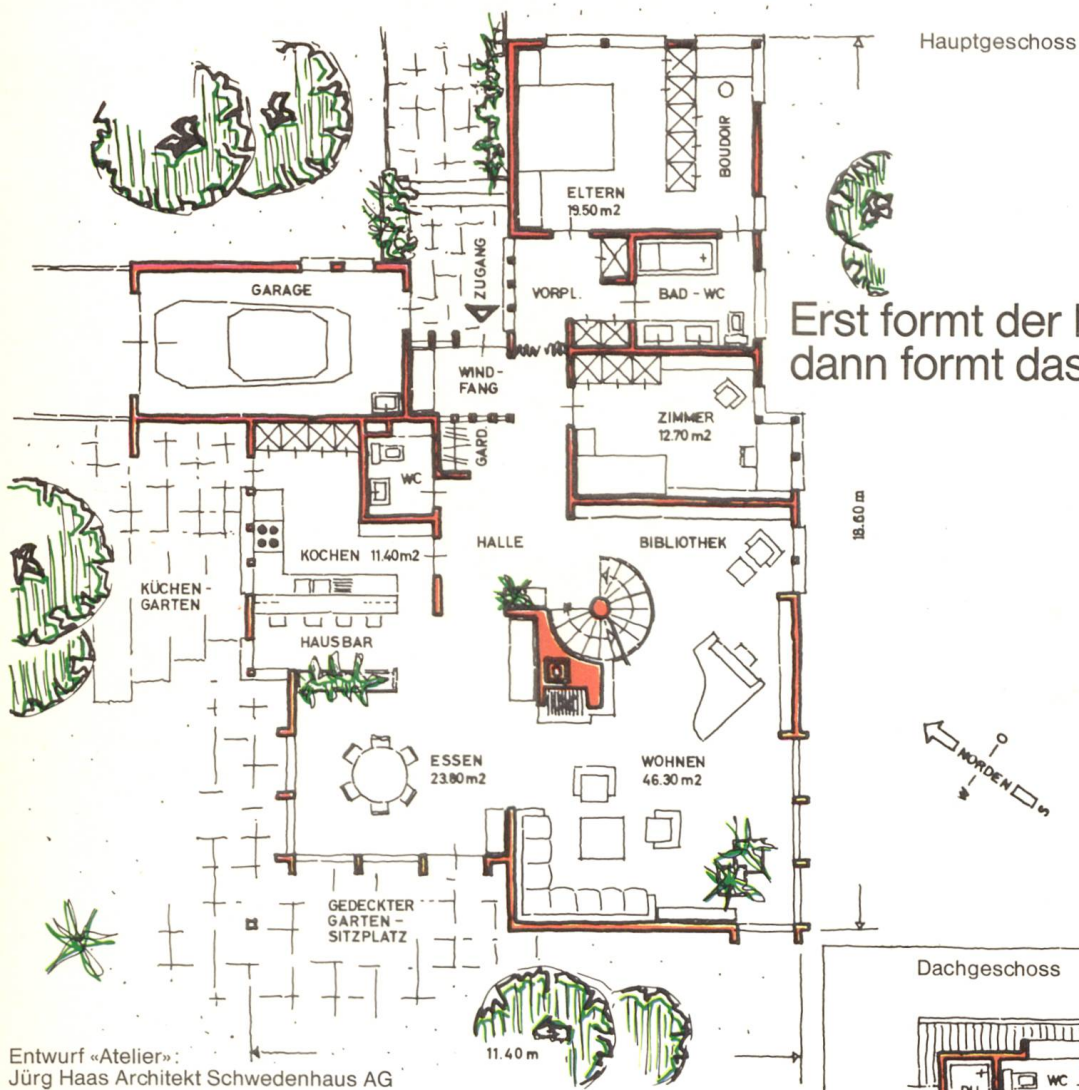 Hauptgeschoss
BOUDOIR
ELTERN
19.50 m2
ZUGANG
GARAGE
VORPL.
BAD - WC
Erst formt der
dann formt das
WIND-
FANG
ZIMMER
12.70 m2
GARD.
WC
18.60 m
KOCHEN 11.40m2
HALLE
BIBLIOTHEK
KÜCHEN-
GARTEN
HAUSBAR
ESSEN
23.80 m2
WOHNEN
46.30 m2
O
NORDEN
W
S
GEDECKTER
GARTEN-
SITZPLATZ
Dachgeschoss
11.40 m
Entwurf «Atelier»:
Jürg Haas Architekt Schwedenhaus AG
WC